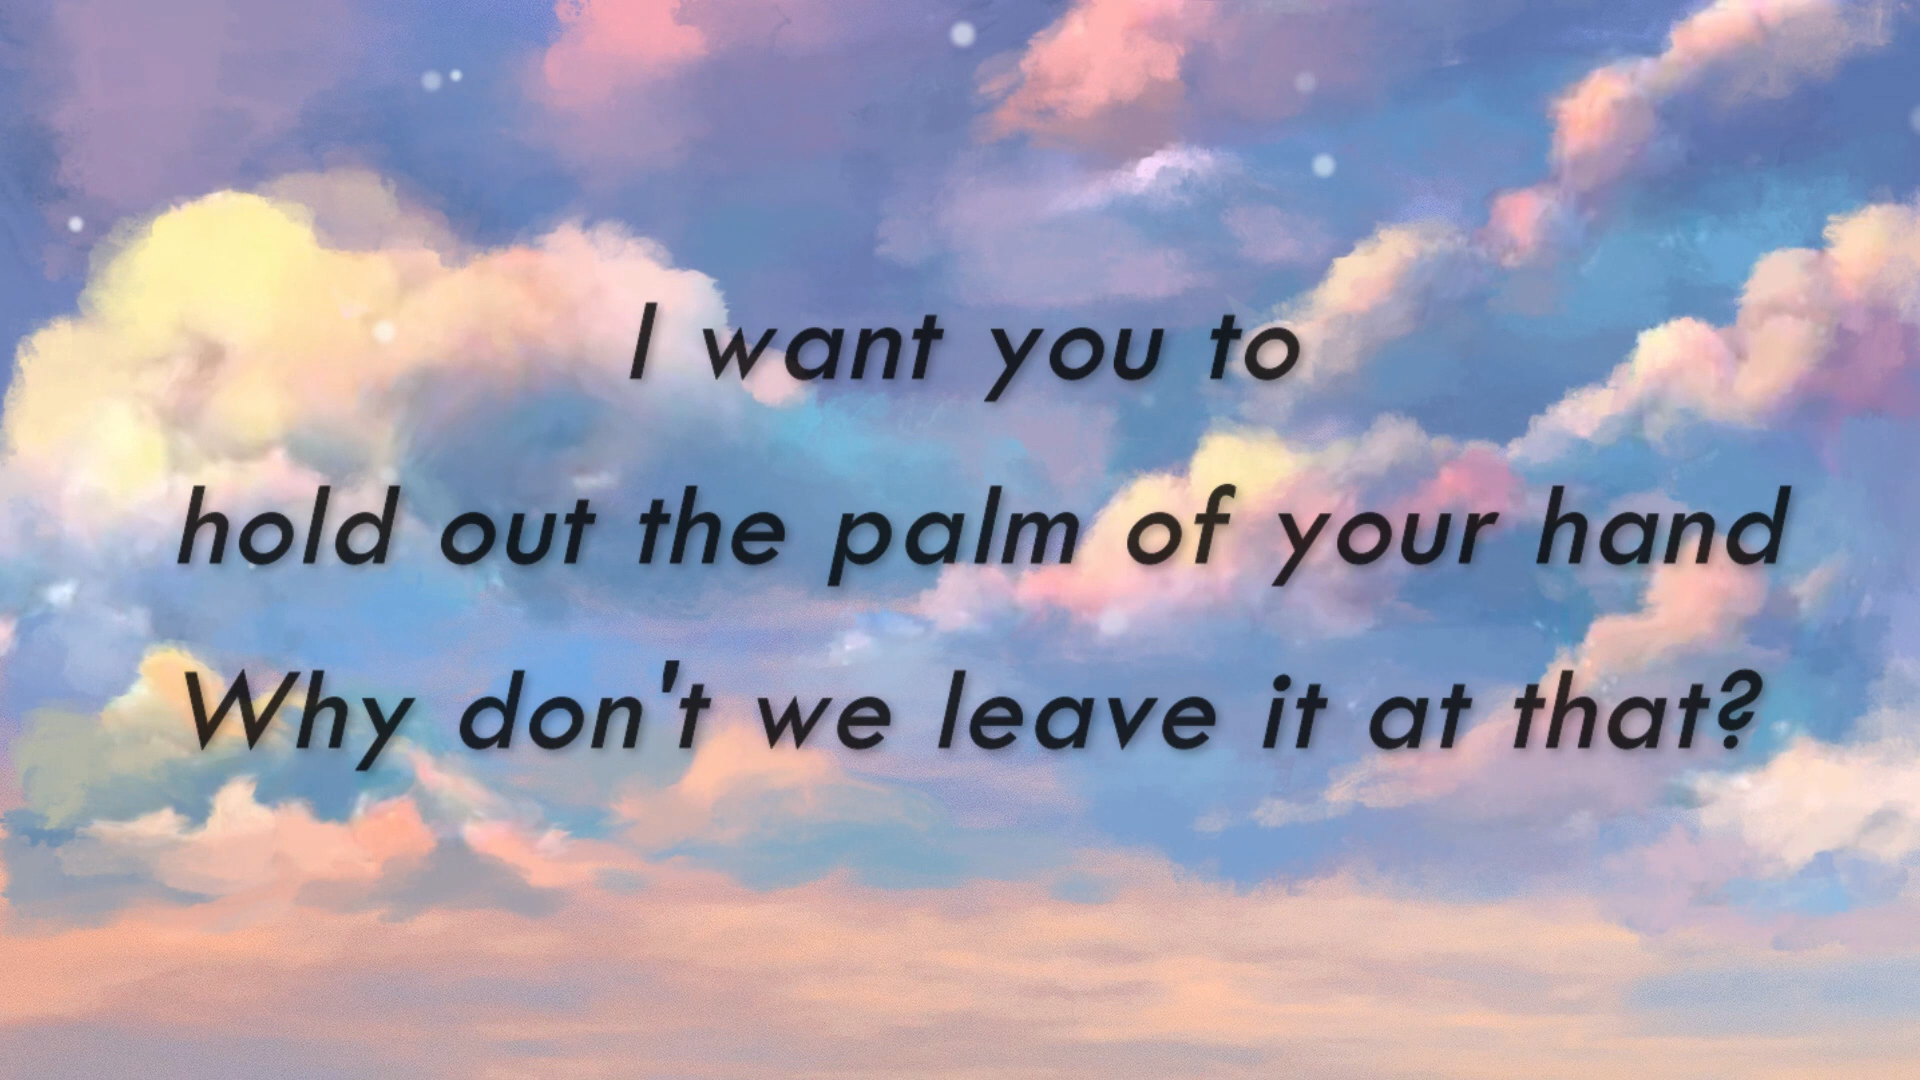 I want you to
hold out the palm of your hand
Why don't we leave it at that?